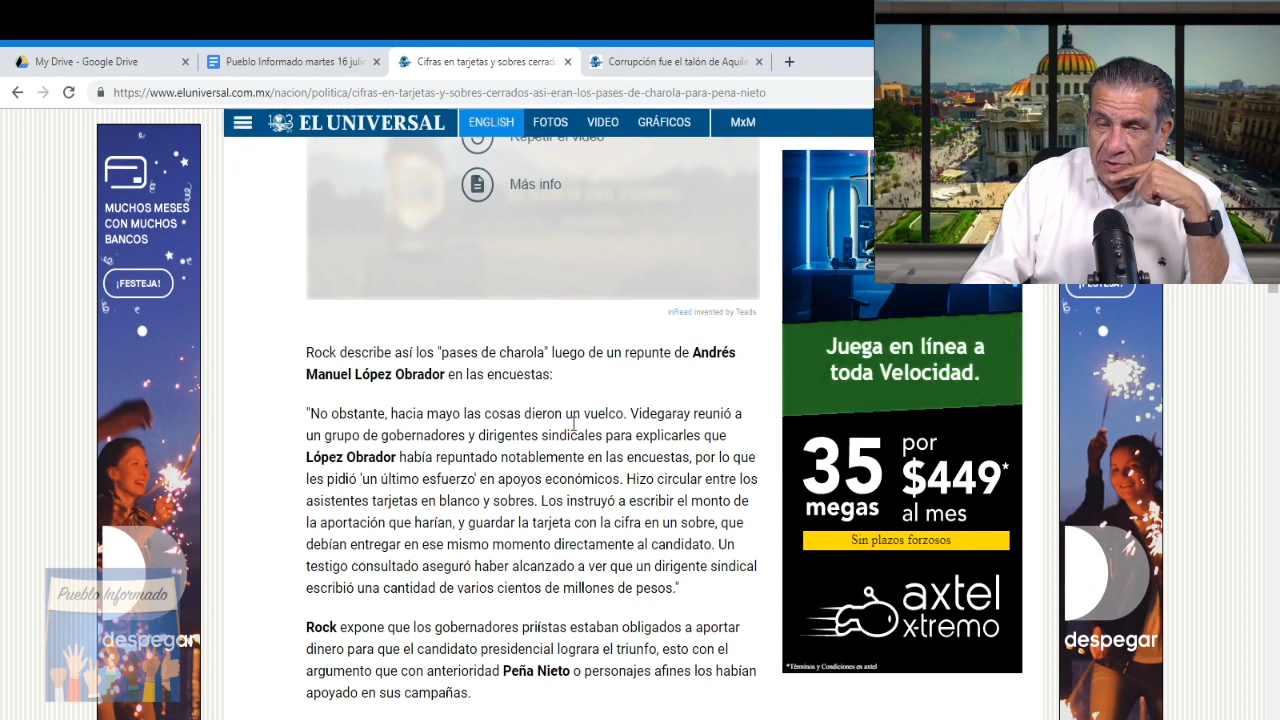 My Drive - Google Drive
Pueblo Informado martes 16 juli
Cifras en tarjetas y sobres cerrado
Corrupción fue el talón de Aquile
https://www.eluniversal.com.mx/nacion/politica/cifras-en-tarjetas-y-sobres-cerrados-asi-eran-los-pases-de-charola-para-pena-nieto
EL UNIVERSAL
ENGLISH
FOTOS
VIDEO
GRÁFICOS
MxM
Repetir el video
Más info
inRead invented by Teads
Rock describe así los "pases de charola" luego de un repunte de Andrés
Manuel López Obrador en las encuestas:
"No obstante, hacia mayo las cosas dieron un vuelco. Videgaray reunió a
un grupo de gobernadores y dirigentes sindicales para explicarles que
López Obrador había repuntado notablemente en las encuestas, por lo que
les pidió 'un último esfuerzo' en apoyos económicos. Hizo circular entre los
asistentes tarjetas en blanco y sobres. Los instruyó a escribir el monto de
la aportación que harían, y guardar la tarjeta con la cifra en un sobre, que
debían entregar en ese mismo momento directamente al candidato. Un
testigo consultado aseguró haber alcanzado a ver que un dirigente sindical
escribió una cantidad de varios cientos de millones de pesos."
Rock expone que los gobernadores priístas estaban obligados a aportar
dinero para que el candidato presidencial lograra el triunfo, esto con el
argumento que con anterioridad Peña Nieto o personajes afines los habían
apoyado en sus campañas.
MUCHOS MESES
CON MUCHOS *
BANCOS
¡FESTEJA!
Pueblo Informado
despegar
Juega en línea a
toda Velocidad.
35
megas
por
$449*
al mes
Sin plazos forzosos
axtel
x-tremo
*Términos y Condiciones en axtel
¡FESTEJA!
despegar